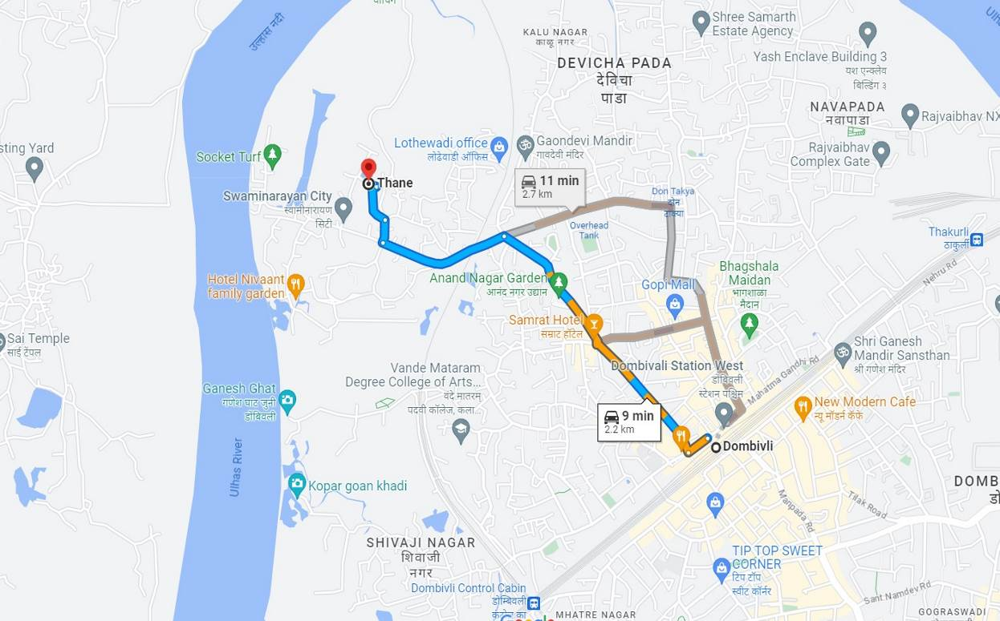 उल्हास नदी
KALU NAGAR
काळू नगर
Shree Samarth
Estate Agency
DEVICHA PADA
देविचा
पाडा
Yash Enclave Building 3
यश एन्क्लेव
बिल्डिंग ३
NAVAPADA
नवापाडा
Rajvaibhav NX
Rajvaibhav
Complex Gate
Lothewadi office
लोढेवाडी ऑफिस
Gaondevi Mandir
गावदेवी मंदिर
sting Yard
Socket Turf
Thane
Swaminarayan City
स्वामीनारायण
सिटी
11 min
2.7 km
Don Takya
दोन
टाक्या
Overhead
Tank
Thakurli
ठाकुर्ली
Nehru Rd
Hotel Nivaant
family garden
Anand Nagar Garden
आनंद नगर उद्यान
Gopi Mall
Bhagshala
Maidan
भागशाळा
मैदान
Samrat Hotel
सम्राट हॉटेल
Sai Temple
साई टेंपल
Shri Ganesh
Mandir Sansthan
श्री गणेश मंदिर
Vande Mataram
Degree College of Arts...
वंदे मातरम्
पदवी कॉलेज, कला...
Dombivali Station West
डोंबिवली
स्टेशन पश्चिम
Mahatma Gandhi Rd
Ganesh Ghat
गणेश घाट जुनी
डोंबिवली
New Modern Cafe
न्यू मॉडर्न कॅफे
9 min
2.2 km
Dombivli
Ulhas River
Kopar goan khadi
DOMB
Manpada Rd
Tilak Road
SHIVAJI NAGAR
शिवाजी
नगर
TIP TOP SWEET
CORNER
टिप टॉप
स्वीट कॉर्नर
Dombivli Control Cabin
डोम्बिवली
Sant Namdev Rd
MHATRE NAGAR
GOGRASWADI